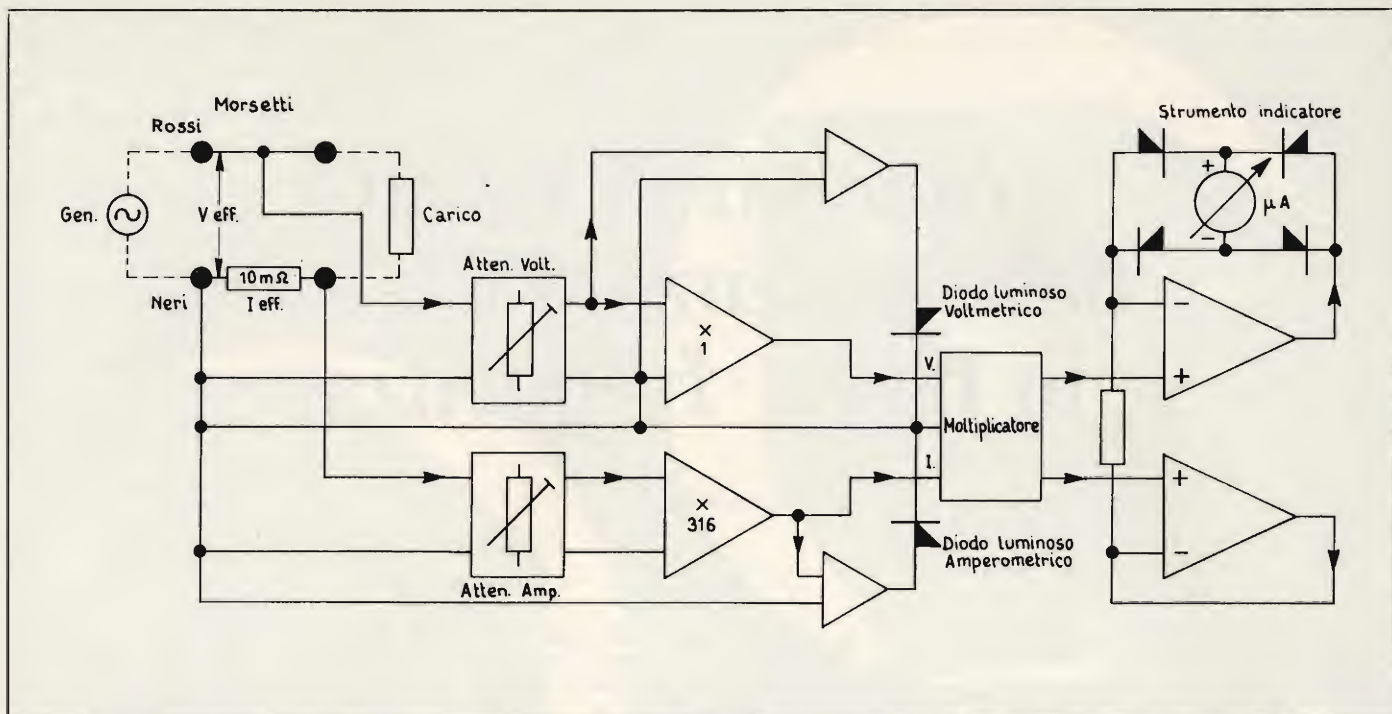 Morsetti
Rossi
Strumento indicatore
+
μA
−
Gen.
V eff.
Carico
10 mΩ
Neri
I eff.
Atten. Volt.
×
1
Diodo luminoso
Voltmetrico
−
+
V.
Moltiplicatore
I.
×
316
+
−
Diodo luminoso
Amperometrico
Atten. Amp.